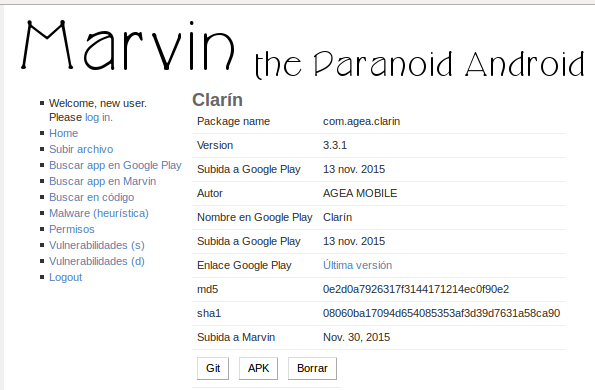 Marvin the Paranoid Android
Welcome, new user.
Please log in.
Home
Subir archivo
Buscar app en Google Play
Buscar app en Marvin
Buscar en código
Malware (heurística)
Permisos
Vulnerabilidades (s)
Vulnerabilidades (d)
Logout
Clarín
Package name com.agea.clarin
Version 3.3.1
Subida a Google Play 13 nov. 2015
Autor AGEA MOBILE
Nombre en Google Play Clarín
Subida a Google Play 13 nov. 2015
Enlace Google Play Última versión
md5 0e2d0a7926317f3144171214ec0f90e2
sha1 08060ba17094d654085353af3d39d7631a58ca90
Subida a Marvin Nov. 30, 2015
Git APK Borrar